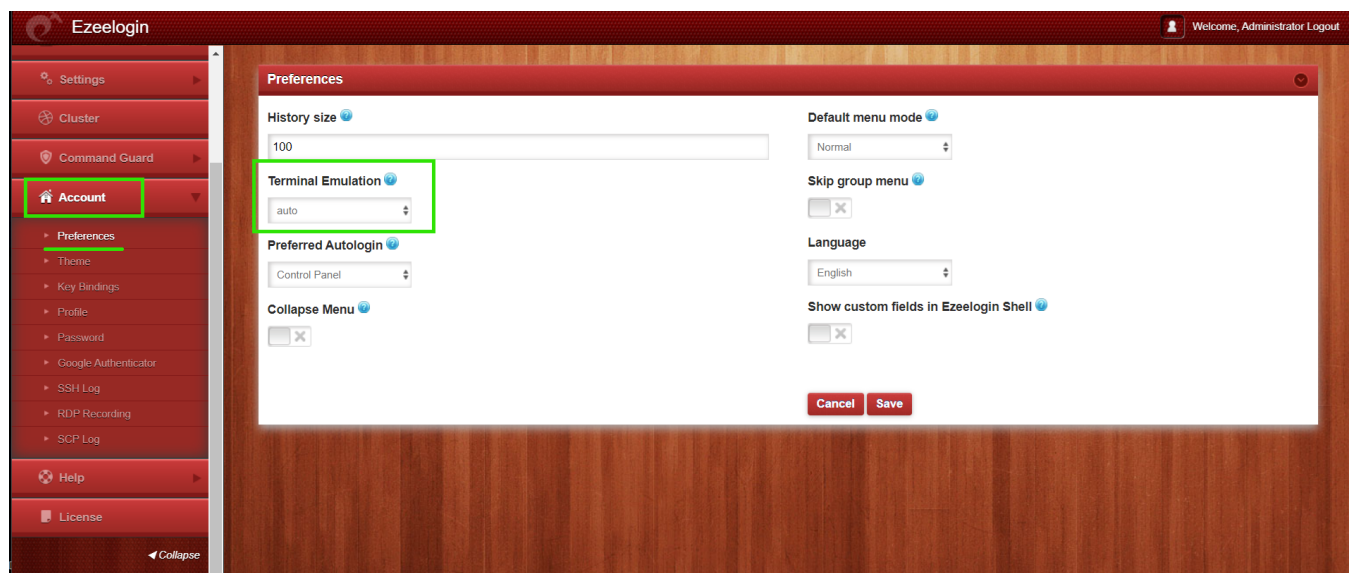 Ezeelogin
Welcome, Administrator Logout
Settings
Cluster
Command Guard
Account
Preferences
Theme
Key Bindings
Profile
Password
Google Authenticator
SSH Log
RDP Recording
SCP Log
Help
License
Collapse
Preferences
History size
100
Terminal Emulation
auto
Preferred Autologin
Control Panel
Collapse Menu
Default menu mode
Normal
Skip group menu
Language
English
Show custom fields in Ezeelogin Shell
Cancel Save